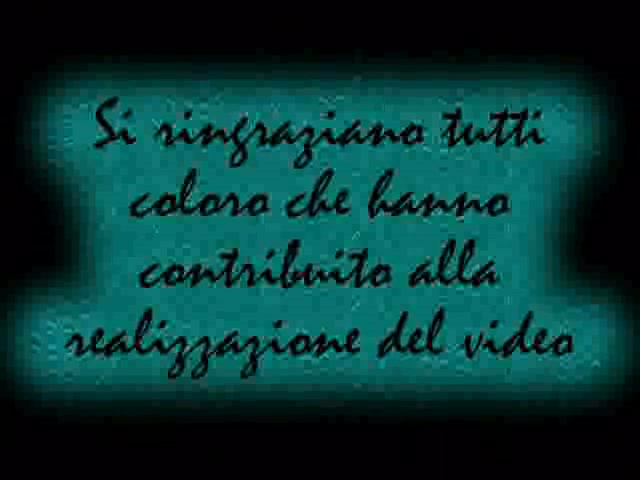 Si ringraziano tutti
coloro che hanno
contribuito alla
realizzazione del video